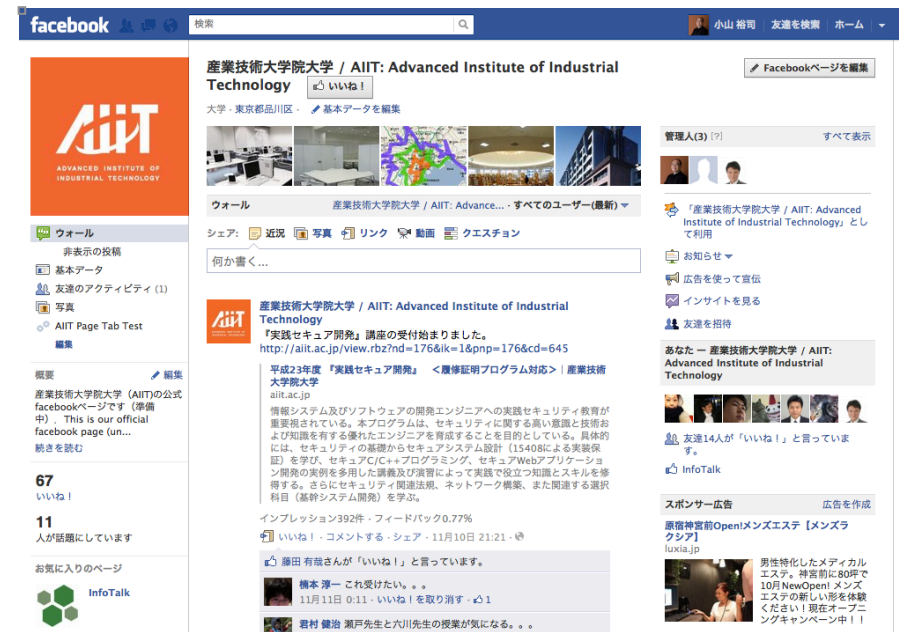 facebook
検索
小山 裕司
友達を検索
ホーム
AiiT
ADVANCED INSTITUTE OF
INDUSTRIAL TECHNOLOGY
ウォール
非表示の投稿
基本データ
友達のアクティビティ (1)
写真
AIIT Page Tab Test
編集
概要
編集
産業技術大学院大学（AIIT)の公式
facebookページです（準備
中）．This is our official
facebook page (un...
続きを読む
67
いいね！
11
人が話題にしています
お気に入りのページ
InfoTalk
産業技術大学院大学 / AIIT: Advanced Institute of Industrial
Technology いいね！
大学 · 東京都品川区 · 基本データを編集
ウォール
産業技術大学院大学 / AIIT: Advance... · すべてのユーザー(最新)
シェア: 近況 写真 リンク 動画 クエスチョン
何か書く...
AiiT
産業技術大学院大学 / AIIT: Advanced Institute of Industrial
Technology
『実践セキュア開発』講座の受付始まりました。
http://aiit.ac.jp/view.rbz?nd=176&ik=1&pnp=176&cd=645
平成23年度 『実践セキュア開発』 ＜履修証明プログラム対応＞｜産業技
術大学院大学
aiit.ac.jp
情報システム及びソフトウェアの開発エンジニアへの実践セキュリティ教育が
重要視されている。本プログラムは、セキュリティに関する高い意識と技術お
よび知識を有する優れたエンジニアを育成することを目的としている。具体的
には、セキュリティの基礎からセキュアシステム設計（15408による実装保
証）を学び、セキュアC/C++プログラミング、セキュアWebアプリケーショ
ン開発の実例を多用した講義及び演習によって実践で役立つ知識とスキルを修
得する。さらにセキュリティ関連法規、ネットワーク構築、また関連する選択
科目（基幹システム開発）を学ぶ。
インプレッション392件 · フィードバック0.77%
いいね！ · コメントする · シェア · 11月10日 21:21 ·
藤田 有哉さんが「いいね！」と言っています。
楠本 淳一 これ受けたい。。。
11月11日 0:11 · いいね！を取り消す · 1
君村 健治 瀬戸先生と六川先生の授業が気になる。。。
Facebookページを編集
管理人(3) [?]
すべて表示
「産業技術大学院大学 / AIIT: Advanced
Institute of Industrial Technology」とし
て利用
お知らせ
広告を使って宣伝
インサイトを見る
友達を招待
あなた — 産業技術大学院大学 / AIIT:
Advanced Institute of Industrial
Technology
友達14人が「いいね！」と言っていま
す。
InfoTalk
スポンサー広告
広告を作成
原宿神宮前Open!メンズエステ【メンズラ
クシア】
luxia.jp
男性特化したメディカル
エステ。神宮前に80坪で
10月NewOpen! メンズ
エステの新しい形を体験
ください！現在オープニ
ングキャンペーン中！！